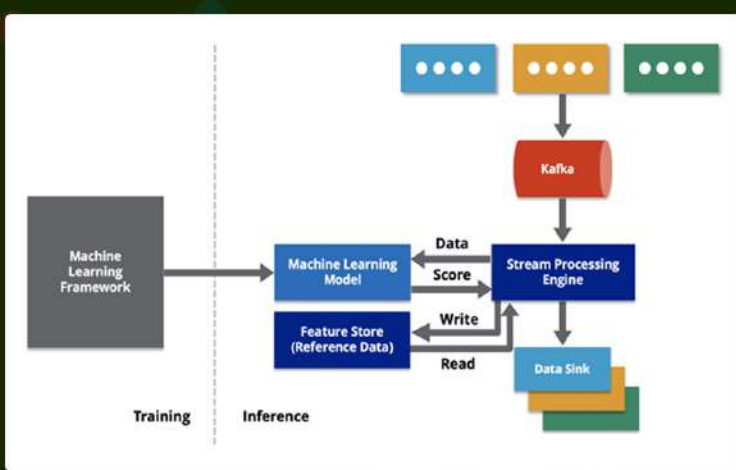 Kafka
Machine
Learning
Framework
Machine Learning
Model
Data
Score
Stream Processing
Engine
Feature Store
(Reference Data)
Write
Read
Data Sink
Training
Inference